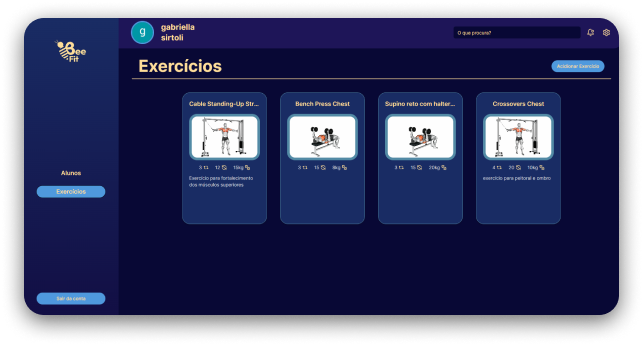 Bee
Fit
g
gabriella
sirtoli
O que procura?
Exercícios
Adicionar Exercício
Alunos
Exercícios
Sair da conta
Cable Standing-Up Str...
3 12 15kg
Exercício para fortalecimento
dos músculos superiores
Bench Press Chest
3 15 8kg
Supino reto com halter...
3 15 20kg
Crossovers Chest
4 20 10kg
exercício para peitoral e ombro